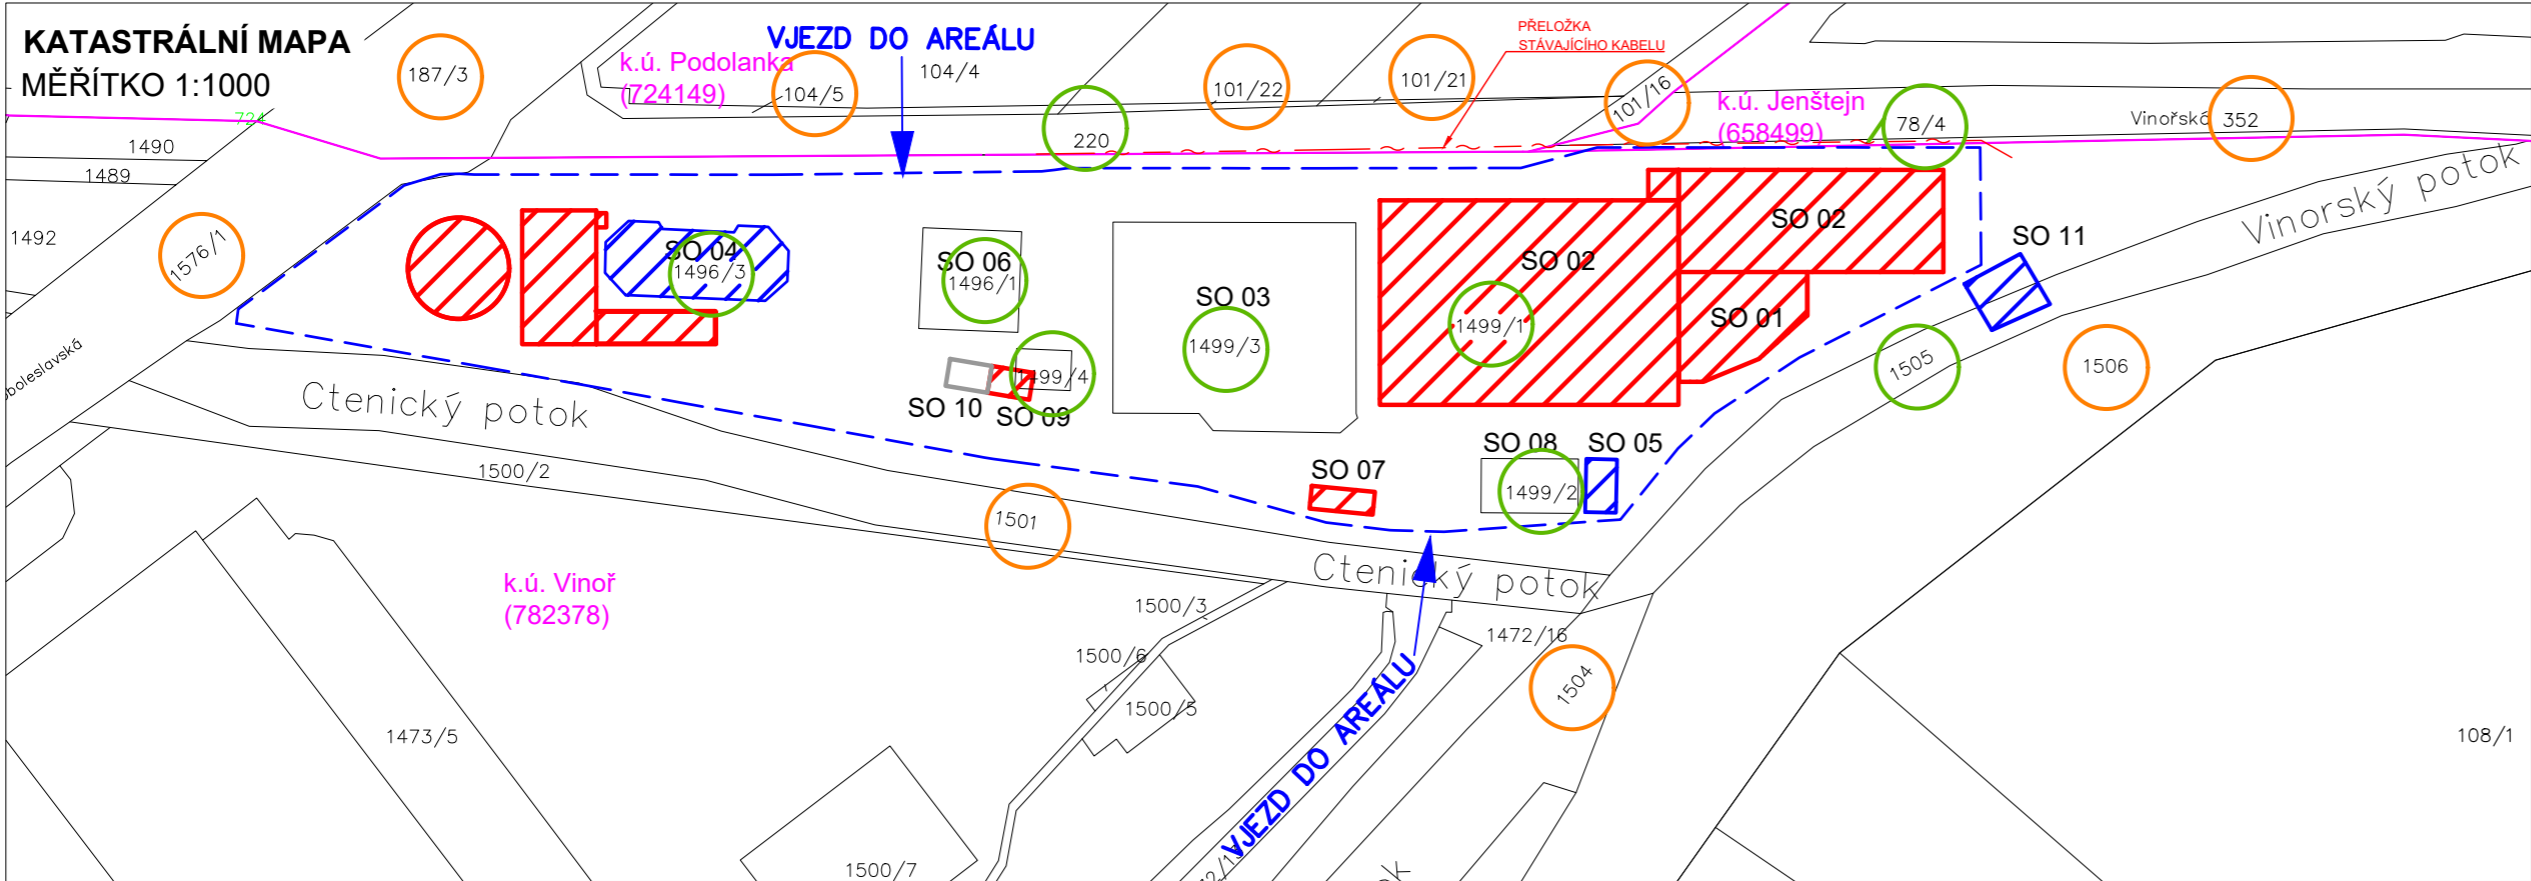 KATASTRÁLNÍ MAPA
MĚŘÍTKO 1:1000
187/3
VJEZD DO AREÁLU
k.ú. Podolanka
(724149)
104/5
104/4
220
101/22
101/21
PŘELOŽKA
STÁVAJÍCÍHO KABELU
101/16
k.ú. Jenštejn
(658499)
78/4
Vinořská
352
724
1490
1489
1492
1576/1
SO 04
1496/3
SO 06
1496/1
SO 03
1499/3
SO 02
SO 02
1499/1
SO 01
SO 11
Vinorský potok
boleslavská
Ctenický potok
SO 10
SO 09
1499/4
1505
1506
SO 07
SO 08
SO 05
1499/2
1500/2
1501
Ctenický potok
k.ú. Vinoř
(782378)
1500/3
1500/6
1500/5
1472/16
1504
VJEZD DO AREÁLU
1473/5
1500/7
108/1